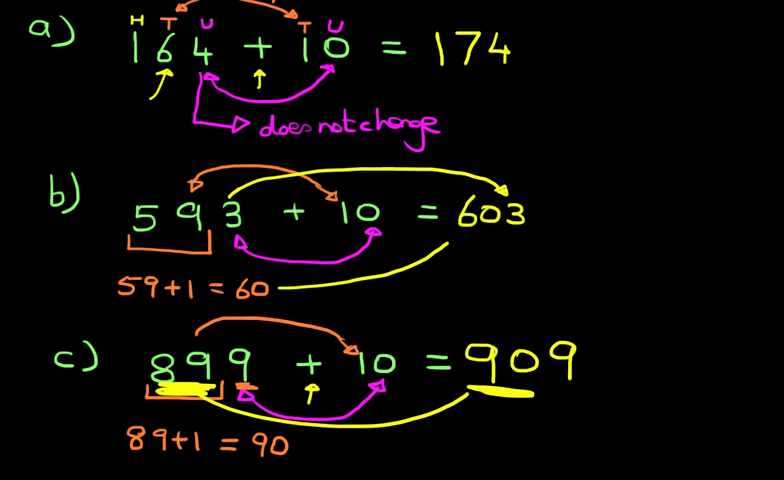 H T U T U
a) 164 + 10 = 174
does not change
b) 593 + 10 = 603
59+1 = 60
c) 899 + 10 = 909
89+1 = 90